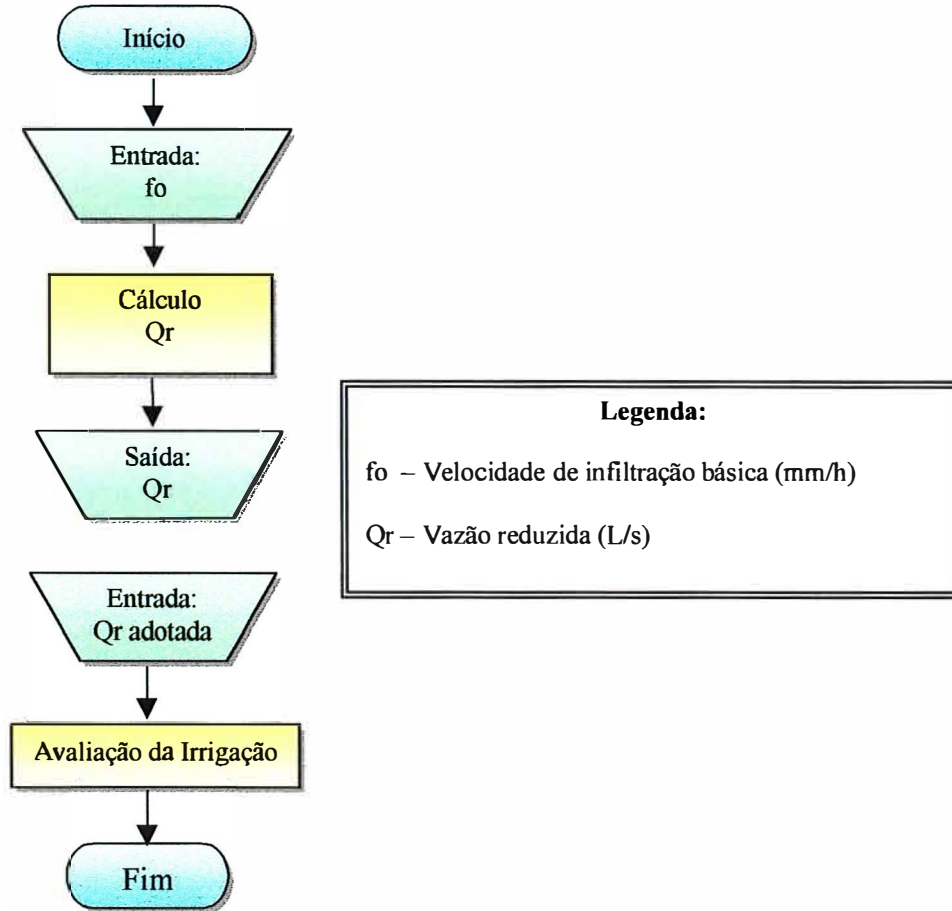 Início
Entrada:
fo
Cálculo
Qr
Saída:
Qr
Entrada:
Qr adotada
Avaliação da Irrigação
Fim
Legenda:
fo – Velocidade de infiltração básica (mm/h)
Qr – Vazão reduzida (L/s)